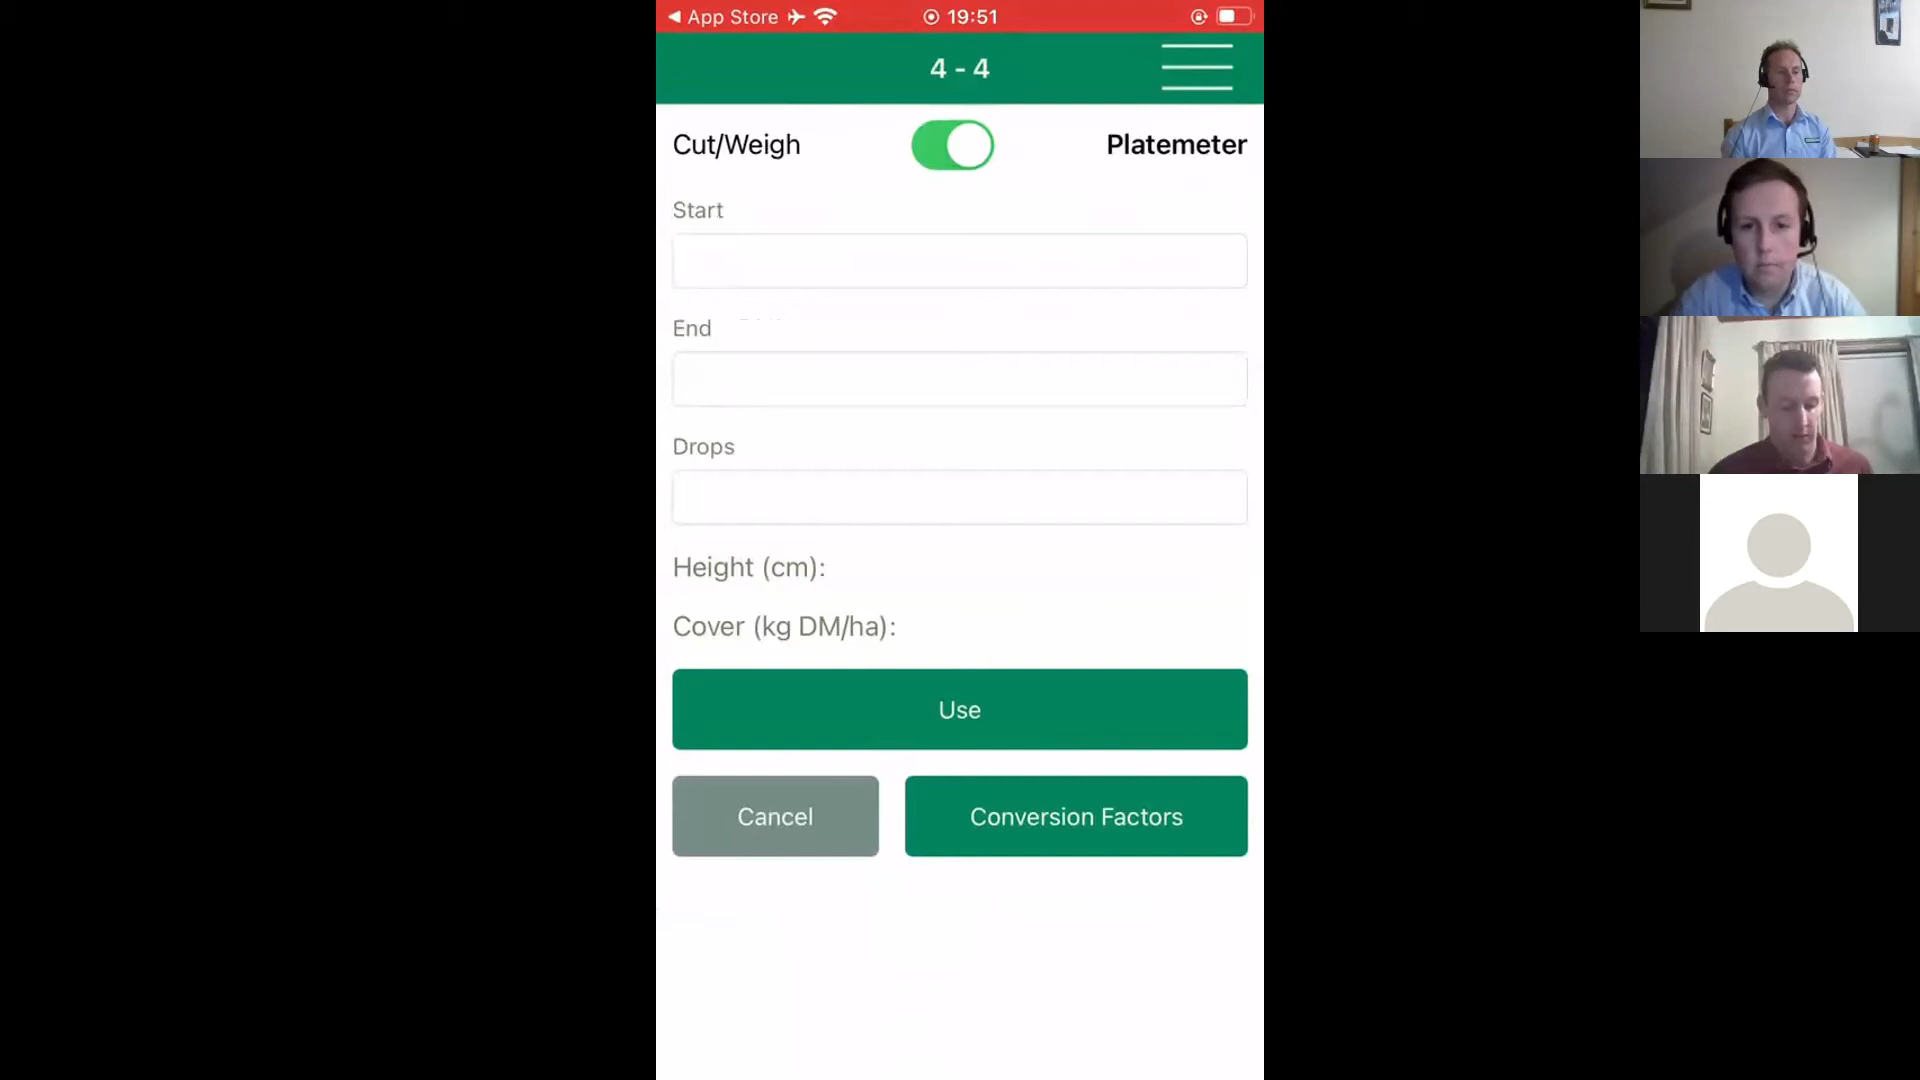 App Store
19:51
4 - 4
Cut/Weigh
Platemeter
Start
End
Drops
Height (cm):
Cover (kg DM/ha):
Use
Cancel
Conversion Factors